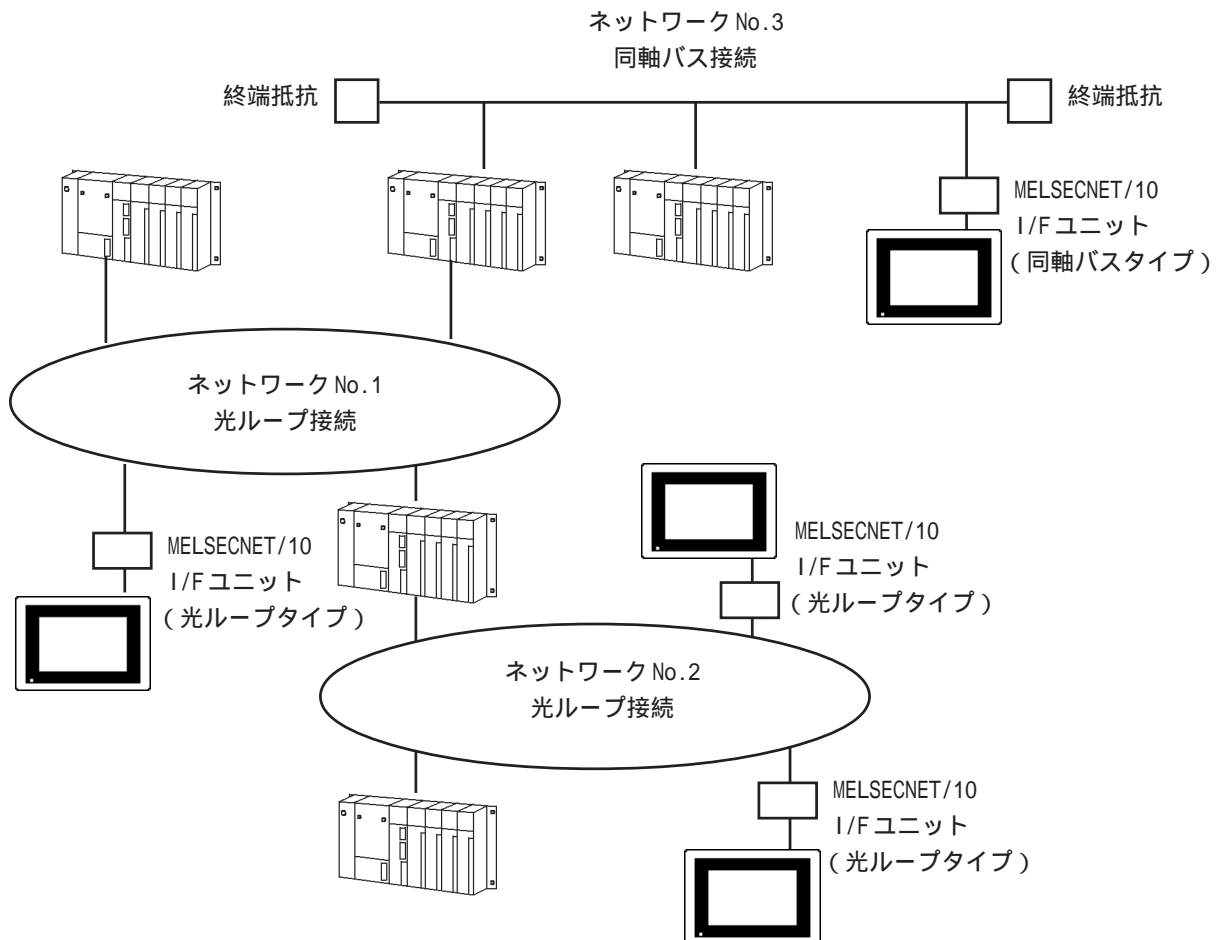 ネットワークNo.3
同軸バス接続
終端抵抗
終端抵抗
MELSECNET/10
I/Fユニット
(同軸バスタイプ)
ネットワークNo.1
光ループ接続
MELSECNET/10
I/Fユニット
(光ループタイプ)
MELSECNET/10
I/Fユニット
(光ループタイプ)
ネットワークNo.2
光ループ接続
MELSECNET/10
I/Fユニット
(光ループタイプ)